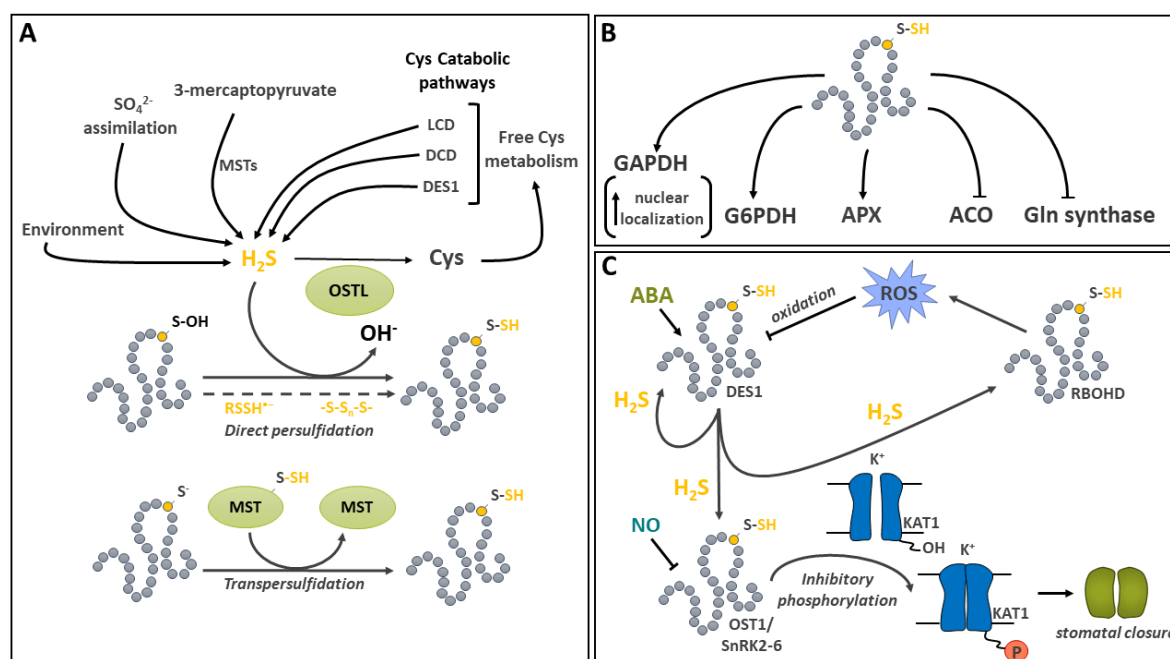 A
Cys Catabolic
pathways
3-mercaptopyruvate
SO₄²⁻
assimilation
MSTs
LCD
DCD
DES1
Free Cys
metabolism
Environment
H₂S
Cys
OSTL
OH⁻
S-OH
S-SH
RSSH•⁻
-S-Sₙ-S-
Direct persulfidation
S⁻
MST
S-SH
MST
S-SH
Transpersulfidation
B
S-SH
GAPDH
nuclear
localization
G6PDH
APX
ACO
Gln synthase
C
ABA
S-SH
DES1
oxidation
ROS
S-SH
RBOHD
H₂S
H₂S
H₂S
NO
S-SH
OST1/
SnRK2-6
Inhibitory
phosphorylation
K⁺
KAT1
OH
K⁺
KAT1
P
stomatal closure